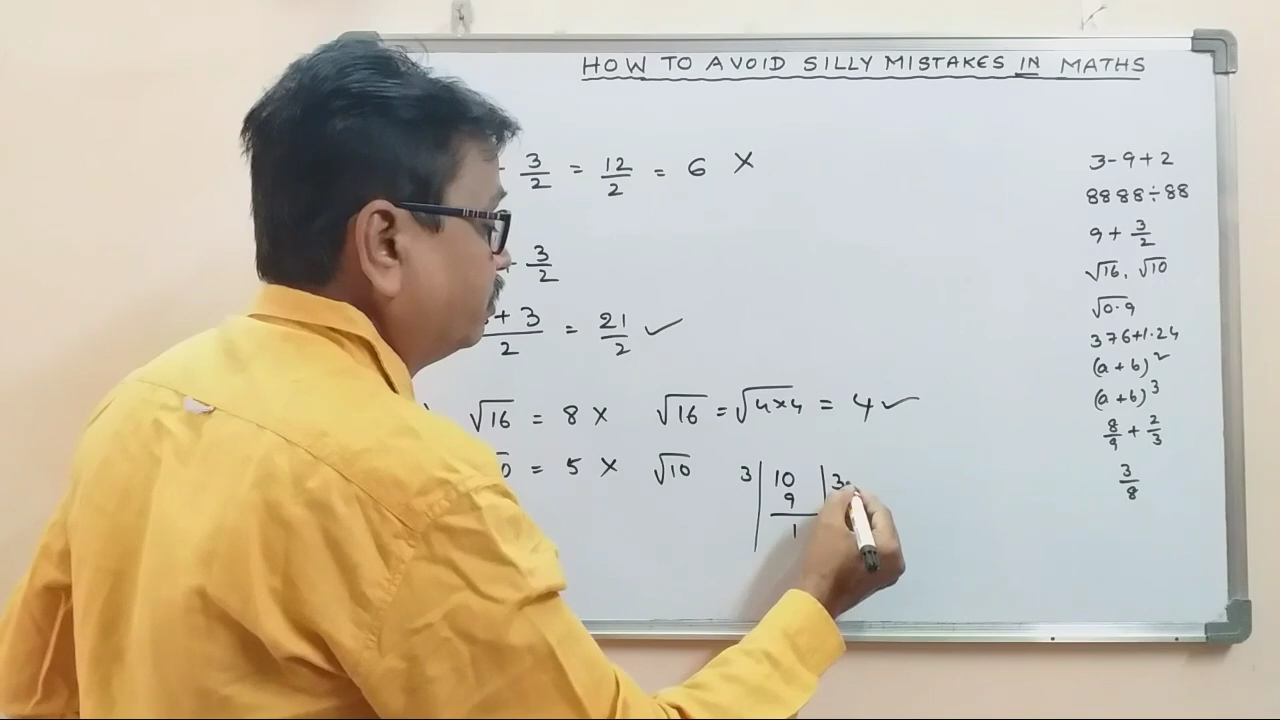 HOW TO AVOID SILLY MISTAKES IN MATHS
3/2 = 12/2 = 6 ×
3/2
+ 3/2 = 21/2 ✓
√16 = 8 × √16 = √4×4 = 4 ✓
= 5 × √10
3 | 10 | 3.
9
1
3-9+2
8888÷88
9 + 3/2
√16, √10
√0.9
376+1.24
(a+b)²
(a+b)³
8/9 + 2/3
3/8